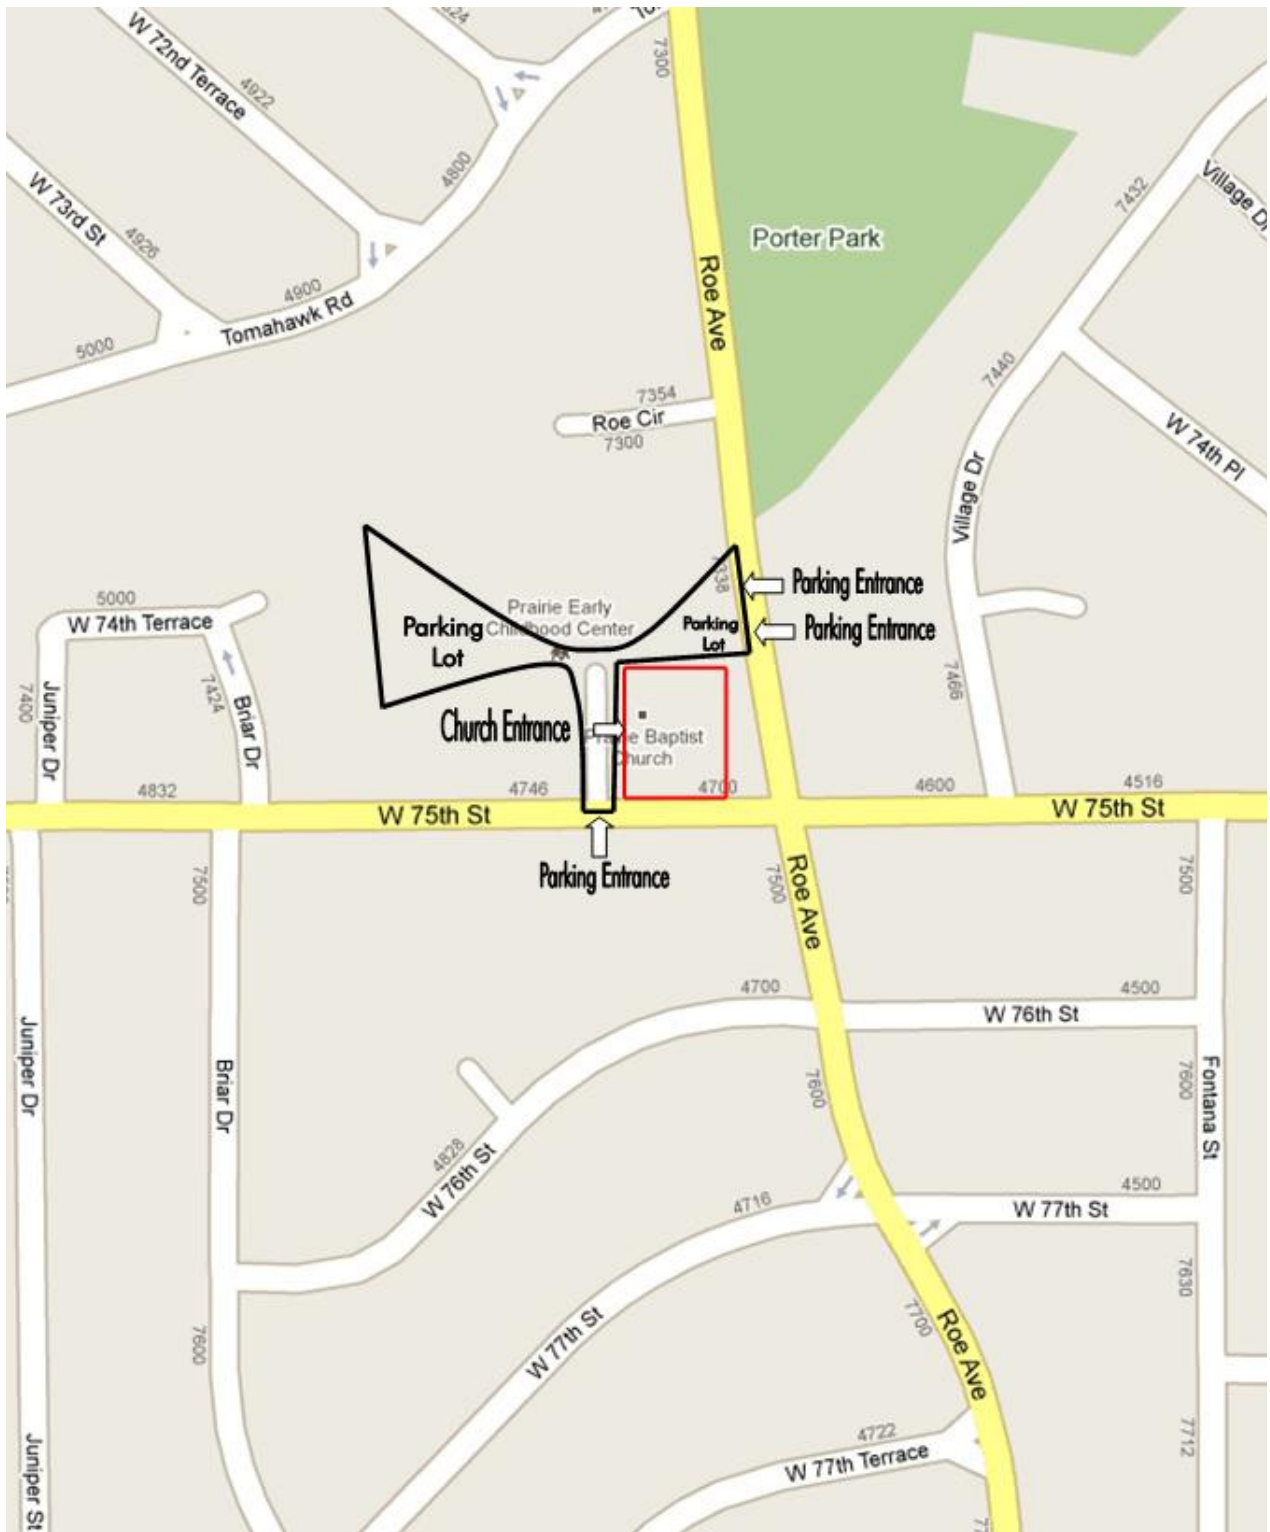 W 72nd Terrace
4922
7300
4800
W 73rd St
4926
7432
Village Dr
Porter Park
Roe Ave
4900
Tomahawk Rd
5000
7440
7354
Roe Cir
7300
W 74th Pl
Village Dr
Parking Entrance
5000
W 74th Terrace
Prairie Early
Childhood Center
Parking
Lot
Parking
Lot
Parking Entrance
7466
7424
7400
Juniper Dr
Briar Dr
Church Entrance
Prairie Baptist
Church
4832
4746
4700
4600
4516
W 75th St
W 75th St
Parking Entrance
7500
7500
Roe Ave
7500
4700
4500
W 76th St
Juniper Dr
Briar Dr
7600
7600
Fontana St
4828
W 76th St
4716
4500
W 77th St
7630
7600
W 77th St
7700
Roe Ave
4722
W 77th Terrace
7712
Juniper St